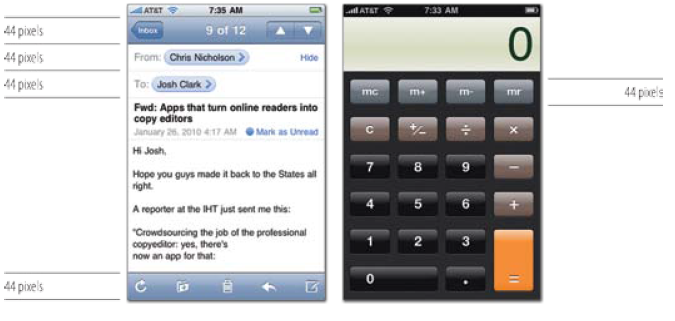 AT&T 7:35 AM
Inbox 9 of 12
From: Chris Nicholson Hide
To: Josh Clark
Fwd: Apps that turn online readers into
copy editors
January 26, 2010 4:17 AM Mark as Unread
Hi Josh,
Hope you guys made it back to the States all
right.
A reporter at the IHT just sent me this:
"Crowdsourcing the job of the professional
copyeditor: yes, there's
now an app for that:
44 pixels
44 pixels
44 pixels
44 pixels
AT&T 7:33 AM
0
mc m+ m- mr
c +/− ÷ ×
7 8 9 −
4 5 6 +
1 2 3
0 . =
44 pixels